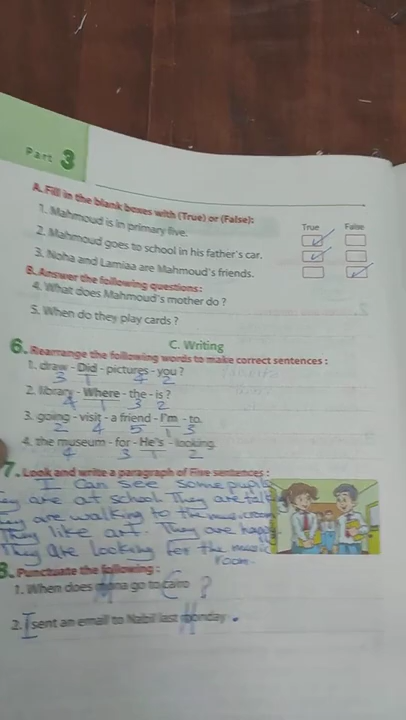 Part 3
A. Fill in the blank boxes with (True) or (False):
True False
1. Mahmoud is in primary five.
2. Mahmoud goes to school in his father's car.
3. Noha and Lamiaa are Mahmoud's friends.
B. Answer the following questions:
4. What does Mahmoud's mother do ?
5. When do they play cards ?
C. Writing
6. Rearrange the following words to make correct sentences :
1. draw - Did - pictures - you ?
3 1 4 2
2. library - Where - the - is ?
4 1 3 2
3. going - visit - a friend - I'm - to.
2 4 5 1 3
4. the museum - for - He's - looking.
4 3 1 2
7. Look and write a paragraph of Five sentences :
I can see some pupils
are at school They are
are walking to the music
They like art. They are happy
They are looking for the music
room.
8. Punctuate the following :
1. When does go to Cairo ?
2. I sent an email to Nabil last Monday .